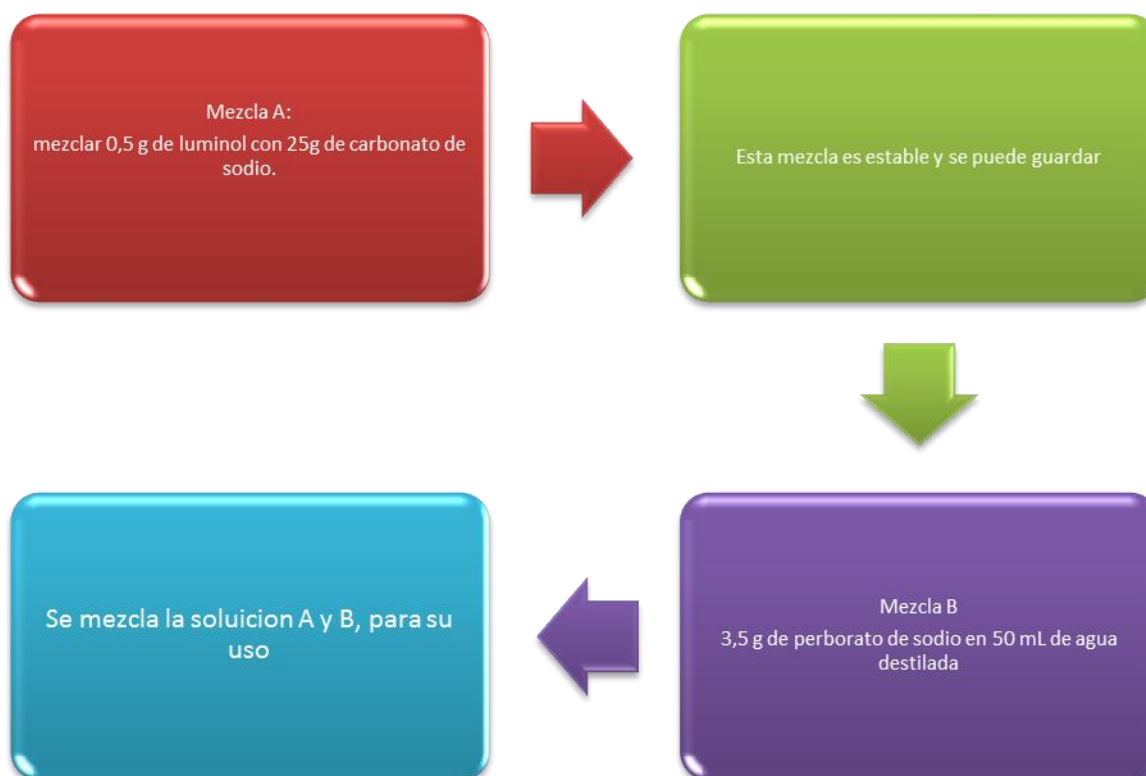 Mezcla A:
mezclar 0,5 g de luminol con 25g de carbonato de
sodio.
Esta mezcla es estable y se puede guardar
Mezcla B
3,5 g de perborato de sodio en 50 mL de agua
destilada
Se mezcla la soluicion A y B, para su
uso